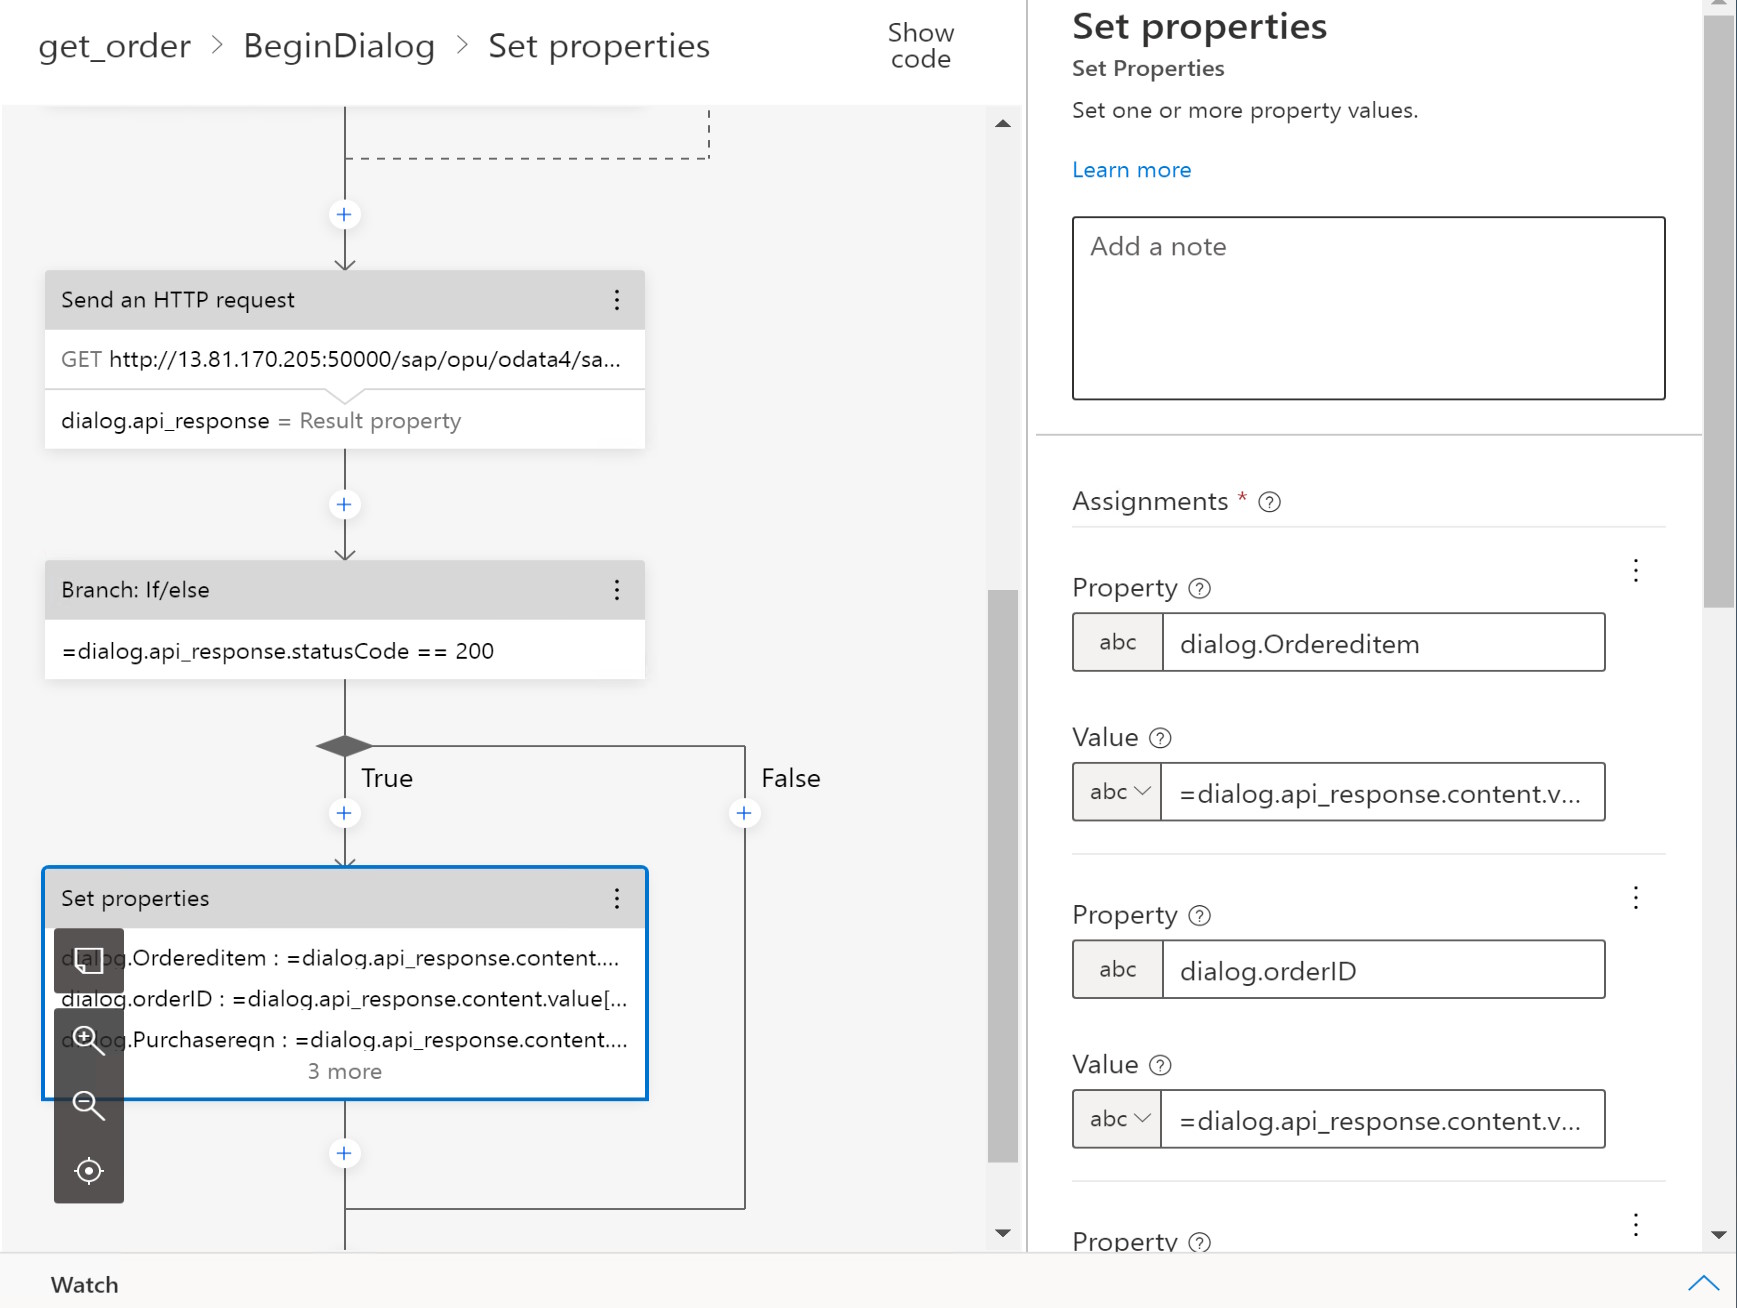 get_order > BeginDialog > Set properties
Show
code
Send an HTTP request
GET http://13.81.170.205:50000/sap/opu/odata4/sa...
dialog.api_response = Result property
Branch: If/else
=dialog.api_response.statusCode == 200
True
False
Set properties
dialog.Ordereditem : =dialog.api_response.content....
dialog.orderID : =dialog.api_response.content.value[...
dialog.Purchasereqn : =dialog.api_response.content....
3 more
Set properties
Set Properties
Set one or more property values.
Learn more
Add a note
Assignments *
Property
abc dialog.Ordereditem
Value
abc =dialog.api_response.content.v...
Property
abc dialog.orderID
Value
abc =dialog.api_response.content.v...
Property
Watch